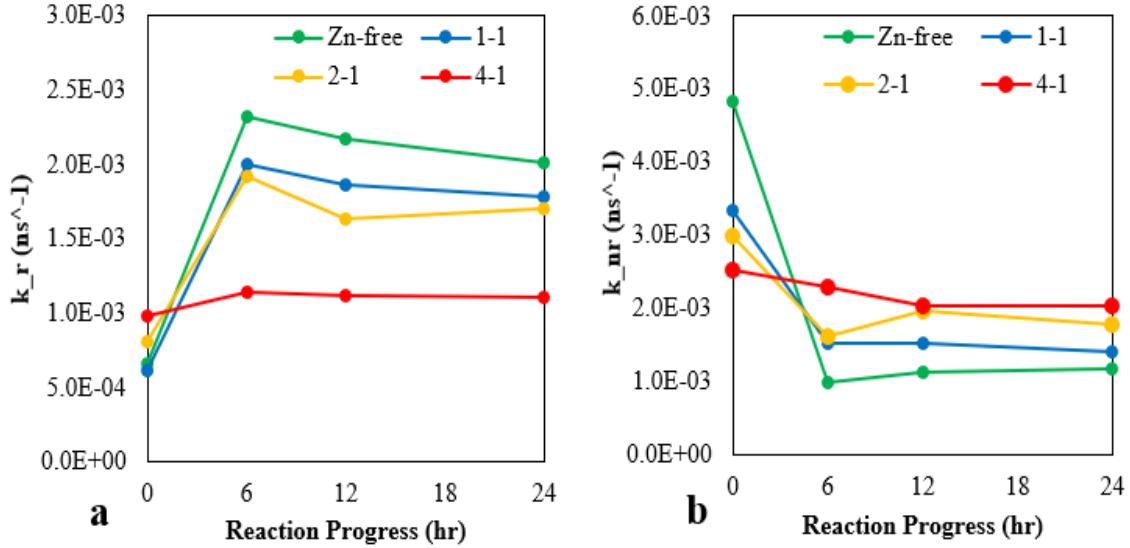 3.0E-03
2.5E-03
2.0E-03
1.5E-03
1.0E-03
5.0E-04
0.0E+00
k_r (ns^-1)
Zn-free 1-1
2-1 4-1
0 6 12 24
Reaction Progress (hr)
a
6.0E-03
5.0E-03
4.0E-03
3.0E-03
2.0E-03
1.0E-03
0.0E+00
k_nr (ns^-1)
Zn-free 1-1
2-1 4-1
0 6 12 24
Reaction Progress (hr)
b